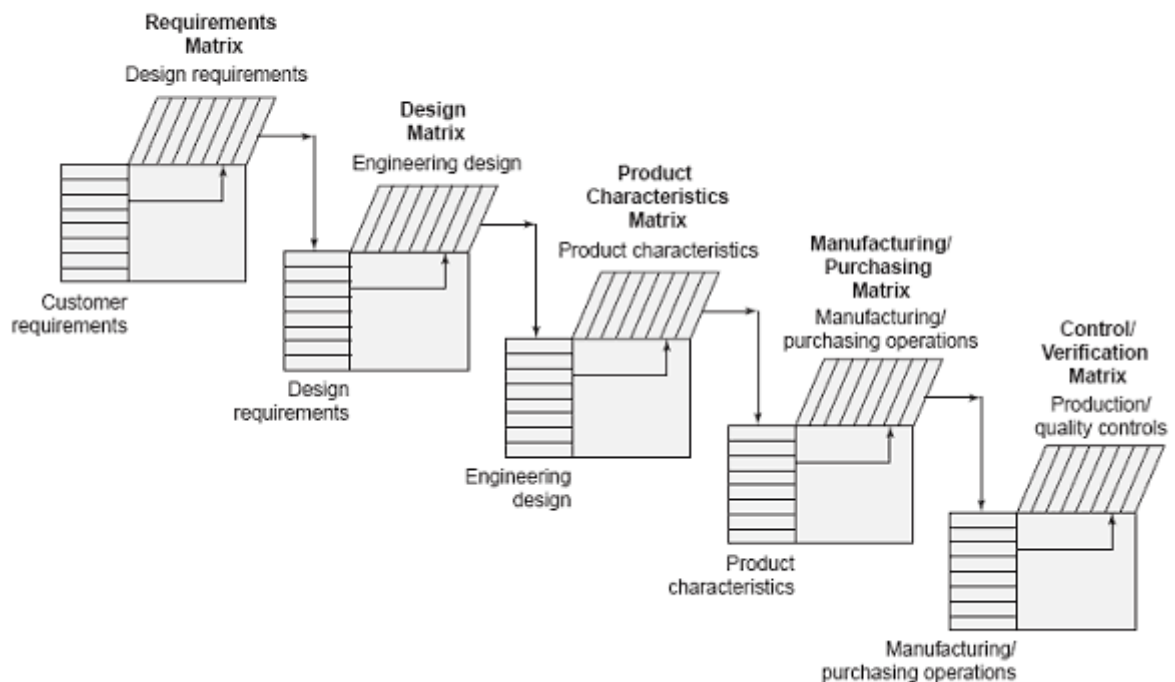 Requirements
Matrix
Design requirements
Customer
requirements
Design
Matrix
Engineering design
Design
requirements
Product
Characteristics
Matrix
Product characteristics
Engineering
design
Manufacturing/
Purchasing
Matrix
Manufacturing/
purchasing operations
Product
characteristics
Control/
Verification
Matrix
Production/
quality controls
Manufacturing/
purchasing operations